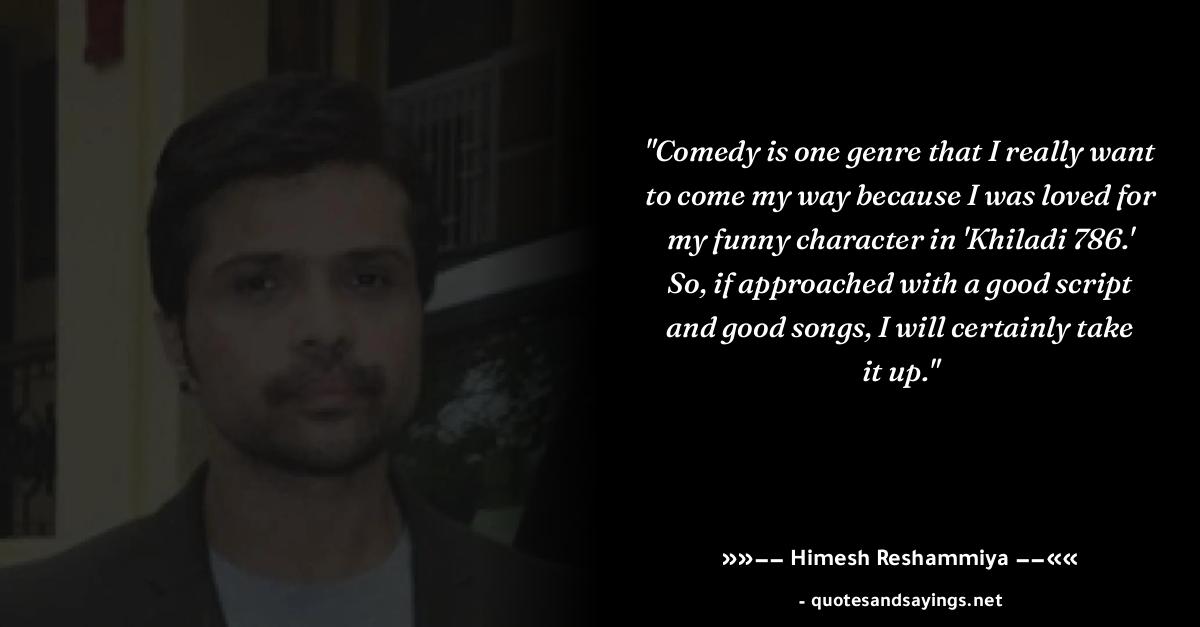 "Comedy is one genre that I really want
to come my way because I was loved for
my funny character in 'Khiladi 786.'
So, if approached with a good script
and good songs, I will certainly take
it up."
»»−− Himesh Reshammiya −−««
- quotesandsayings.net